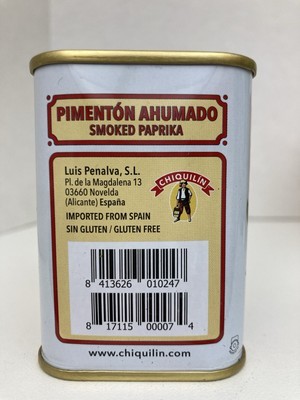 PIMENTÓN AHUMADO
SMOKED PAPRIKA
Luis Penalva, S.L.
Pl. de la Magdalena 13
03660 Novelda
(Alicante) España
CHIQUILIN
IMPORTED FROM SPAIN
SIN GLUTEN / GLUTEN FREE
8 413626 010247
8 17115 00007 4
www.chiquilin.com